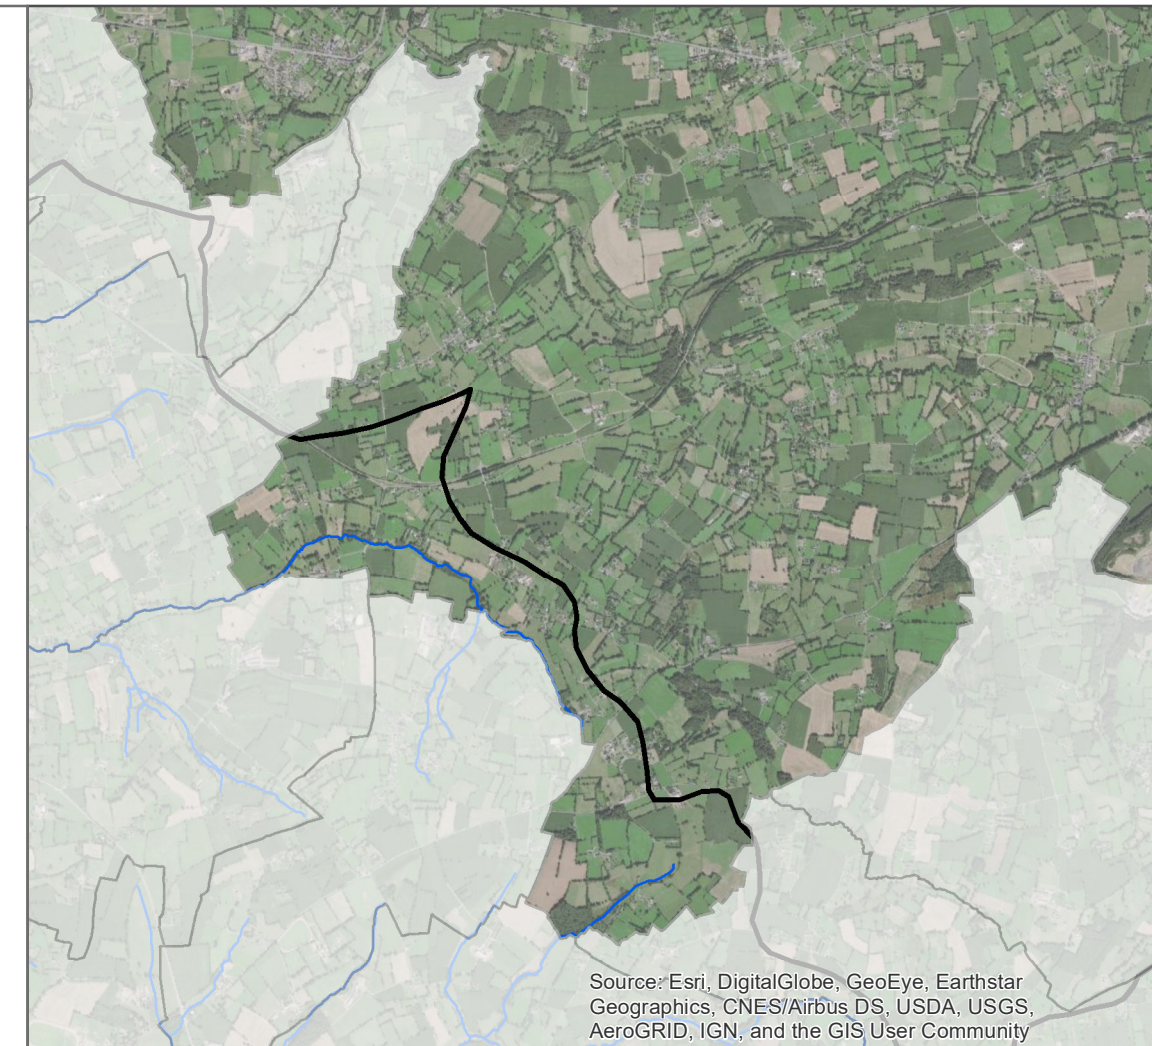 Source: Esri, DigitalGlobe, GeoEye, Earthstar
Geographics, CNES/Airbus DS, USDA, USGS,
AeroGRID, IGN, and the GIS User Community